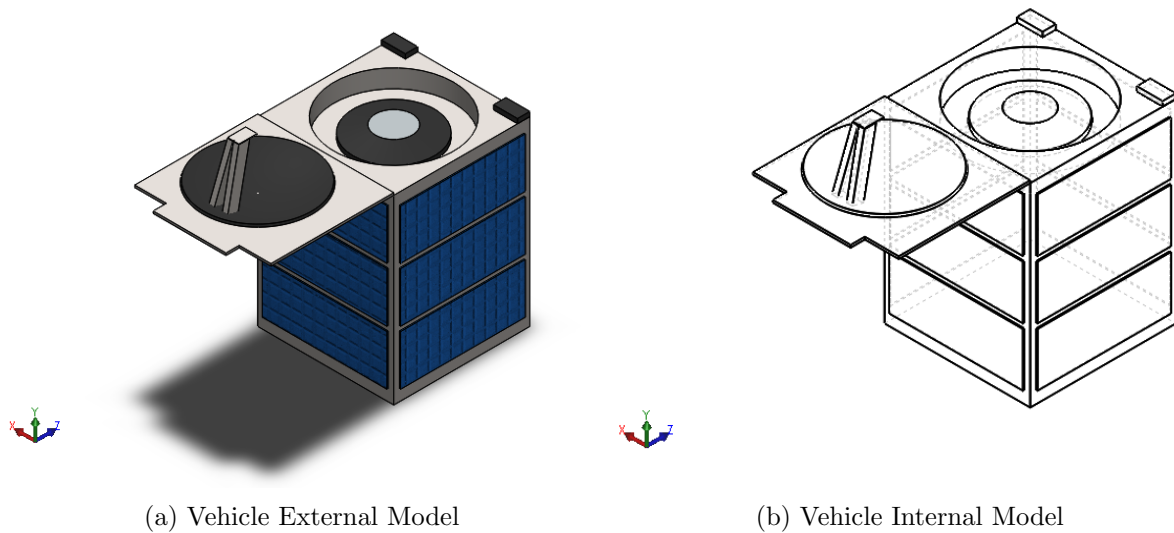 Y
X
Z
Y
X
Z
(a) Vehicle External Model
(b) Vehicle Internal Model